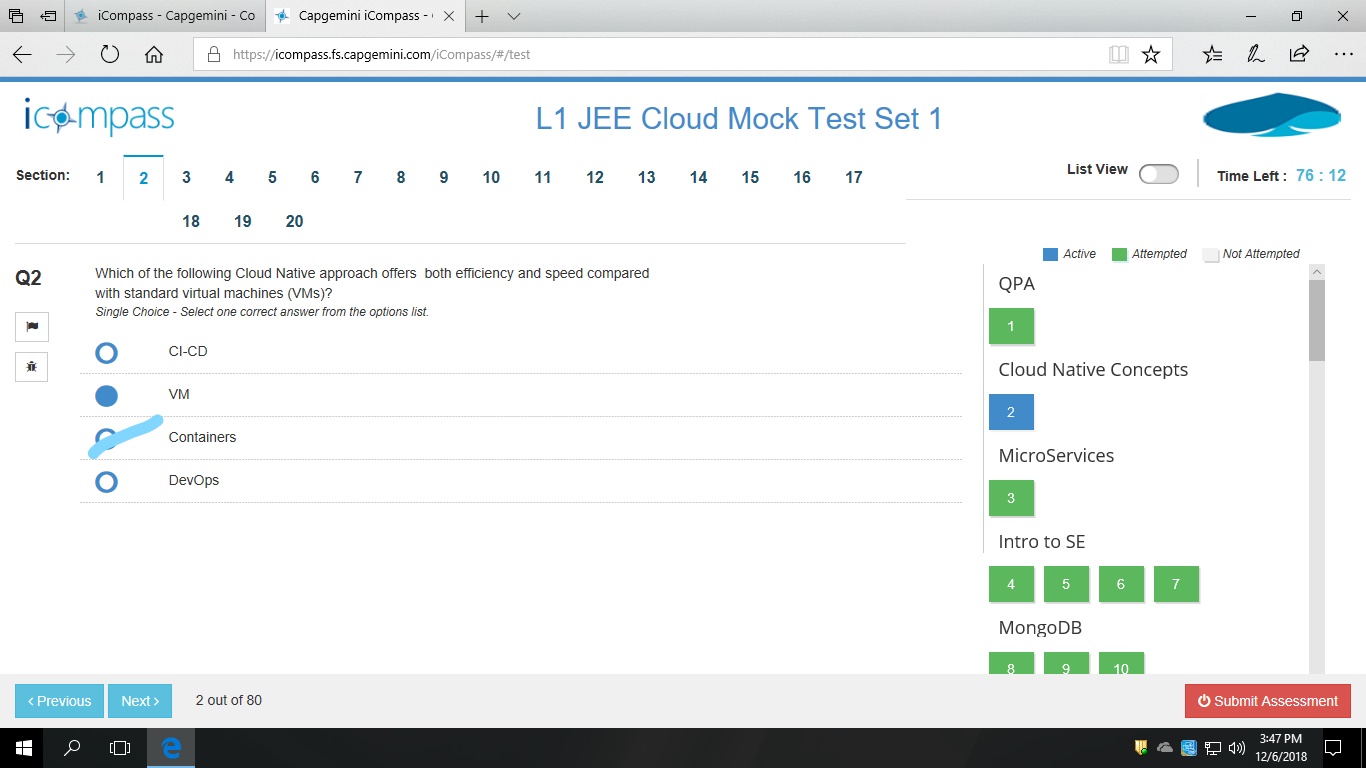 iCompass - Capgemini - Co
Capgemini iCompass - 
https://icompass.fs.capgemini.com/iCompass/#/test
icompass
L1 JEE Cloud Mock Test Set 1
Section: 1 2 3 4 5 6 7 8 9 10 11 12 13 14 15 16 17
18 19 20
List View
Time Left : 76 : 12
Active Attempted Not Attempted
Q2
Which of the following Cloud Native approach offers both efficiency and speed compared
with standard virtual machines (VMs)?
Single Choice - Select one correct answer from the options list.
CI-CD
VM
Containers
DevOps
QPA
1
Cloud Native Concepts
2
MicroServices
3
Intro to SE
4 5 6 7
MongoDB
8 9 10
Previous Next 2 out of 80
Submit Assessment
3:47 PM
12/6/2018